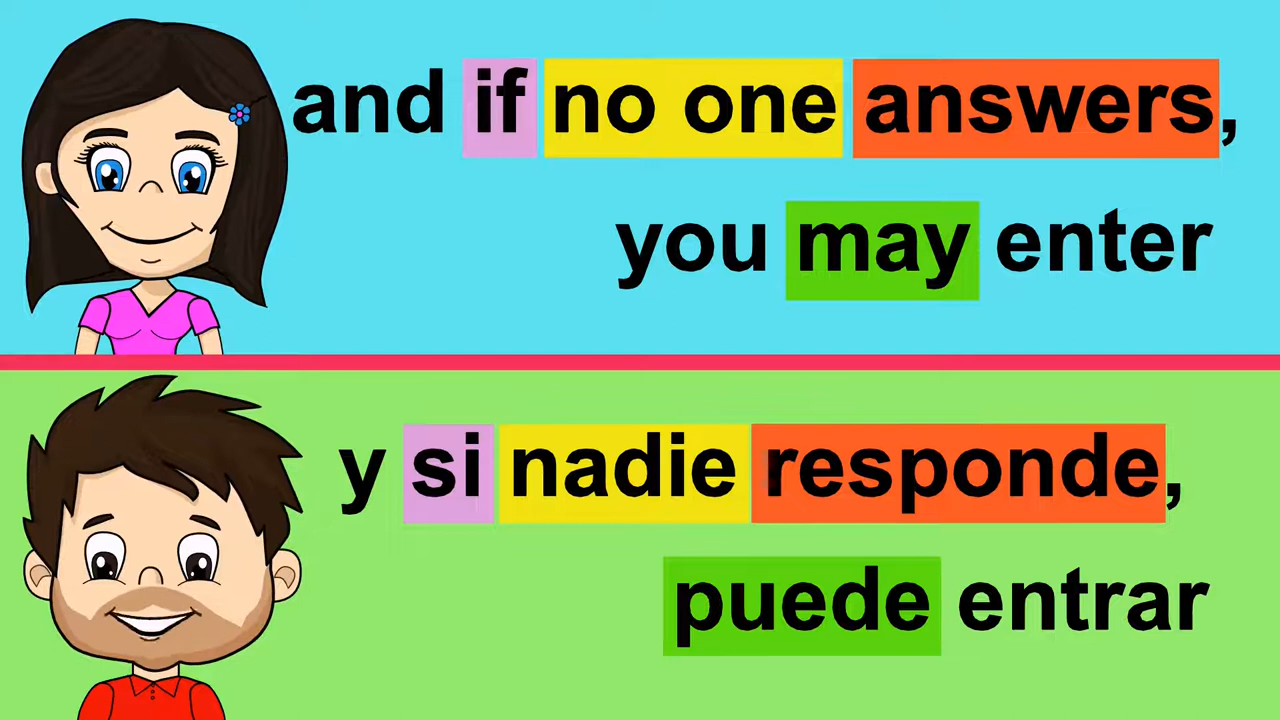 and if no one answers,
you may enter
y si nadie responde,
puede entrar